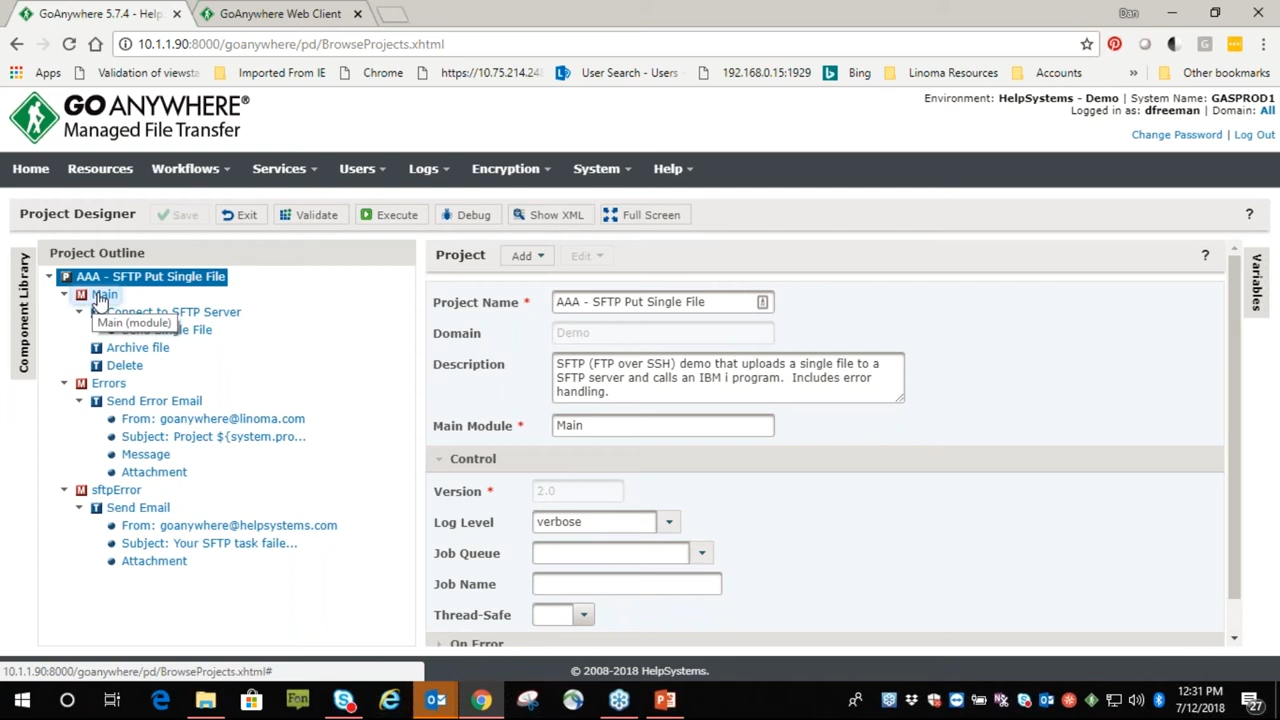 GoAnywhere 5.7.4 - Help
GoAnywhere Web Client
Dan
10.1.1.90:8000/goanywhere/pd/BrowseProjects.xhtml
Apps
Validation of viewsta
Imported From IE
Chrome
https://10.75.214.24
User Search - Users
192.168.0.15:1929
Bing
Linoma Resources
Accounts
»
Other bookmarks
GO ANYWHERE®
Managed File Transfer
Environment: HelpSystems - Demo | System Name: GASPROD1
Logged in as: dfreeman | Domain: All
Change Password | Log Out
Home Resources Workflows Services Users Logs Encryption System Help
Project Designer Save Exit Validate Execute Debug Show XML Full Screen ?
Component Library
Project Outline
P AAA - SFTP Put Single File
M Main
Connect to SFTP Server
Main (module)
Single File
T Archive file
T Delete
M Errors
T Send Error Email
From: goanywhere@linoma.com
Subject: Project ${system.pro...
Message
Attachment
M sftpError
T Send Email
From: goanywhere@helpsystems.com
Subject: Your SFTP task faile...
Attachment
Project Add Edit ?
Project Name * AAA - SFTP Put Single File
Domain Demo
Description SFTP (FTP over SSH) demo that uploads a single file to a
SFTP server and calls an IBM i program. Includes error
handling.
Main Module * Main
Control
Version * 2.0
Log Level verbose
Job Queue
Job Name
Thread-Safe
On Error
Variables
10.1.1.90:8000/goanywhere/pd/BrowseProjects.xhtml#
© 2008-2018 HelpSystems.
12:31 PM
7/12/2018
27